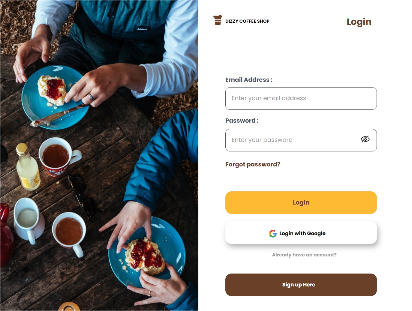 DIZZY COFFEESHOP
Login
Email Address :
Enter your email address
Password :
Enter your password
Forgot password?
Login
Login with Google
Already have an account?
Sign up Here